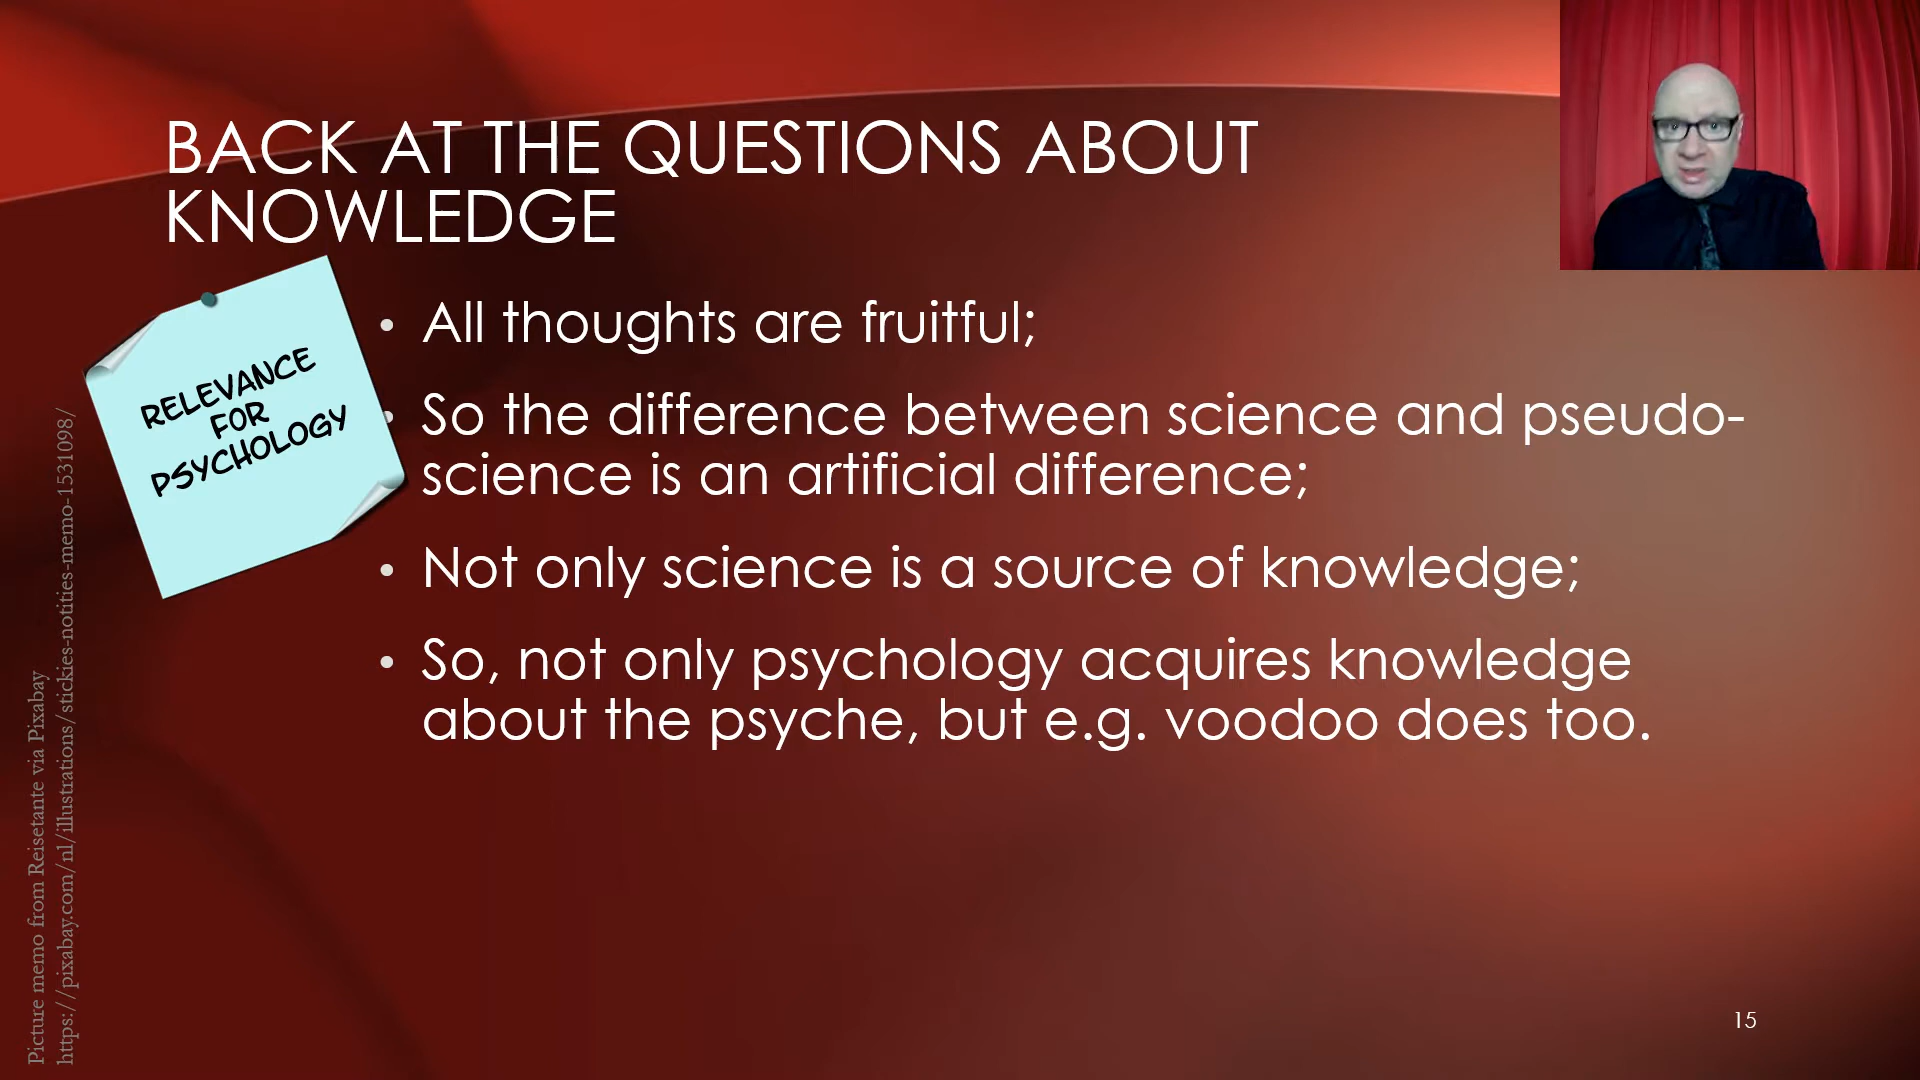 BACK AT THE QUESTIONS ABOUT
KNOWLEDGE
RELEVANCE
FOR
PSYCHOLOGY
• All thoughts are fruitful;
• So the difference between science and pseudo-
science is an artificial difference;
• Not only science is a source of knowledge;
• So, not only psychology acquires knowledge
about the psyche, but e.g. voodoo does too.
Picture memo from Reisetante via Pixabay
https://pixabay.com/nl/illustrations/stickies-notities-memo-1531098/
15